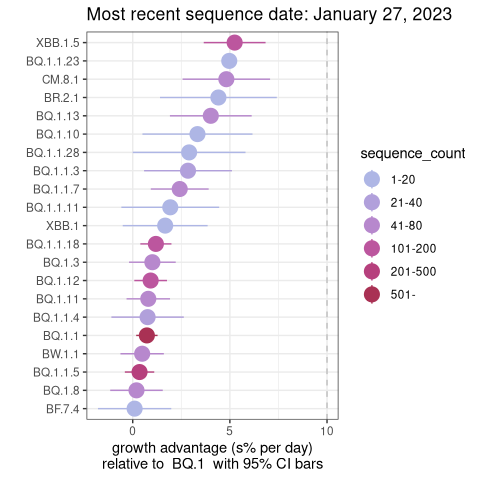 Most recent sequence date: January 27, 2023
XBB.1.5
BQ.1.1.23
CM.8.1
BR.2.1
BQ.1.13
BQ.1.10
BQ.1.1.28
BQ.1.1.3
BQ.1.1.7
BQ.1.1.11
XBB.1
BQ.1.1.18
BQ.1.3
BQ.1.12
BQ.1.11
BQ.1.1.4
BQ.1.1
BW.1.1
BQ.1.1.5
BQ.1.8
BF.7.4
0 5 10
growth advantage (s% per day)
relative to BQ.1 with 95% CI bars
sequence_count
1-20
21-40
41-80
101-200
201-500
501-